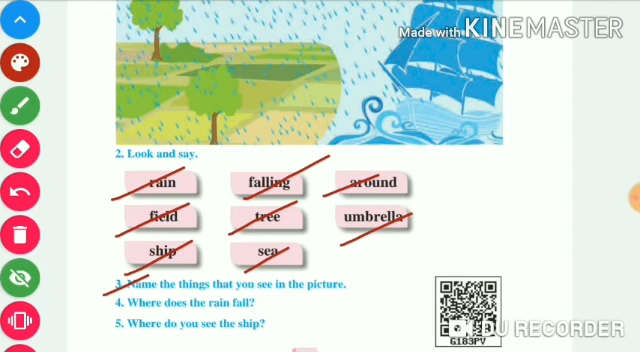 Made with KINEMASTER
2. Look and say.
rain falling around
field tree umbrella
ship sea
3. Name the things that you see in the picture.
4. Where does the rain fall?
5. Where do you see the ship?
G183PV
DU RECORDER